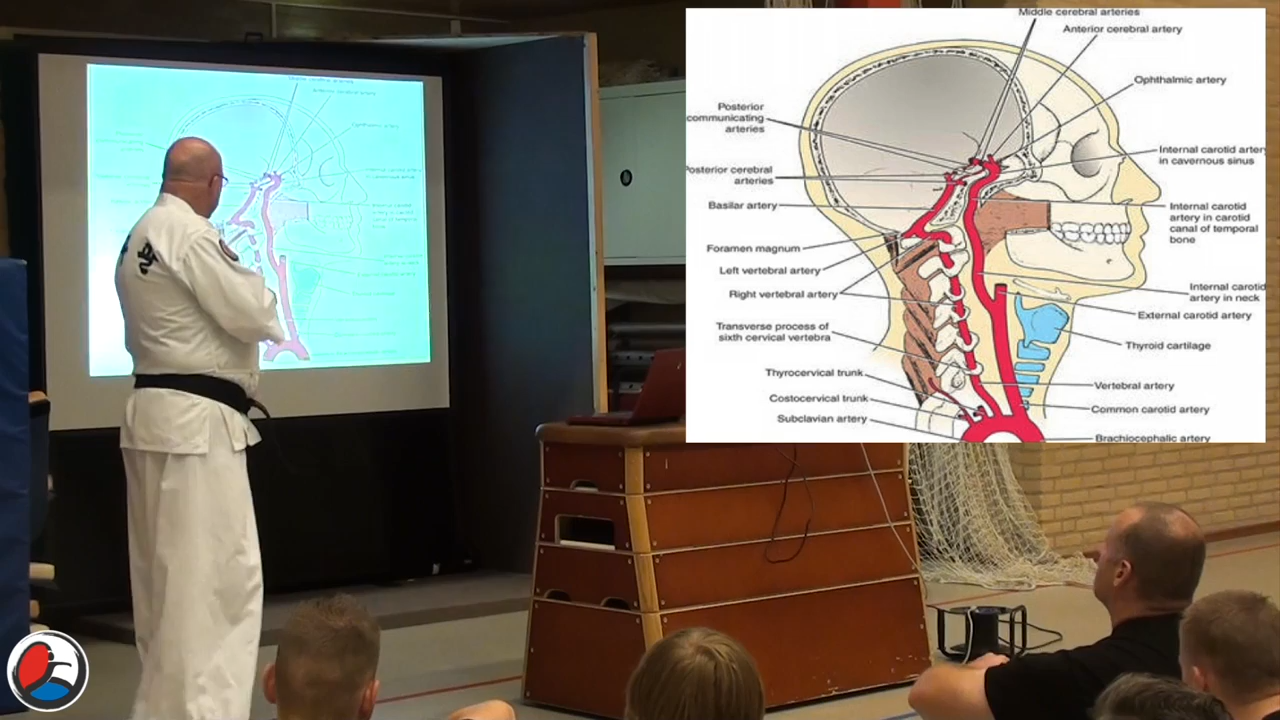 Middle cerebral arteries
Anterior cerebral artery
Ophthalmic artery
Posterior
communicating
arteries
Internal carotid artery
in cavernous sinus
Posterior cerebral
arteries
Basilar artery
Internal carotid
artery in carotid
canal of temporal
bone
Foramen magnum
Left vertebral artery
Right vertebral artery
Internal carotid
artery in neck
External carotid artery
Transverse process of
sixth cervical vertebra
Thyroid cartilage
Thyrocervical trunk
Vertebral artery
Costocervical trunk
Common carotid artery
Subclavian artery
Brachiocephalic artery